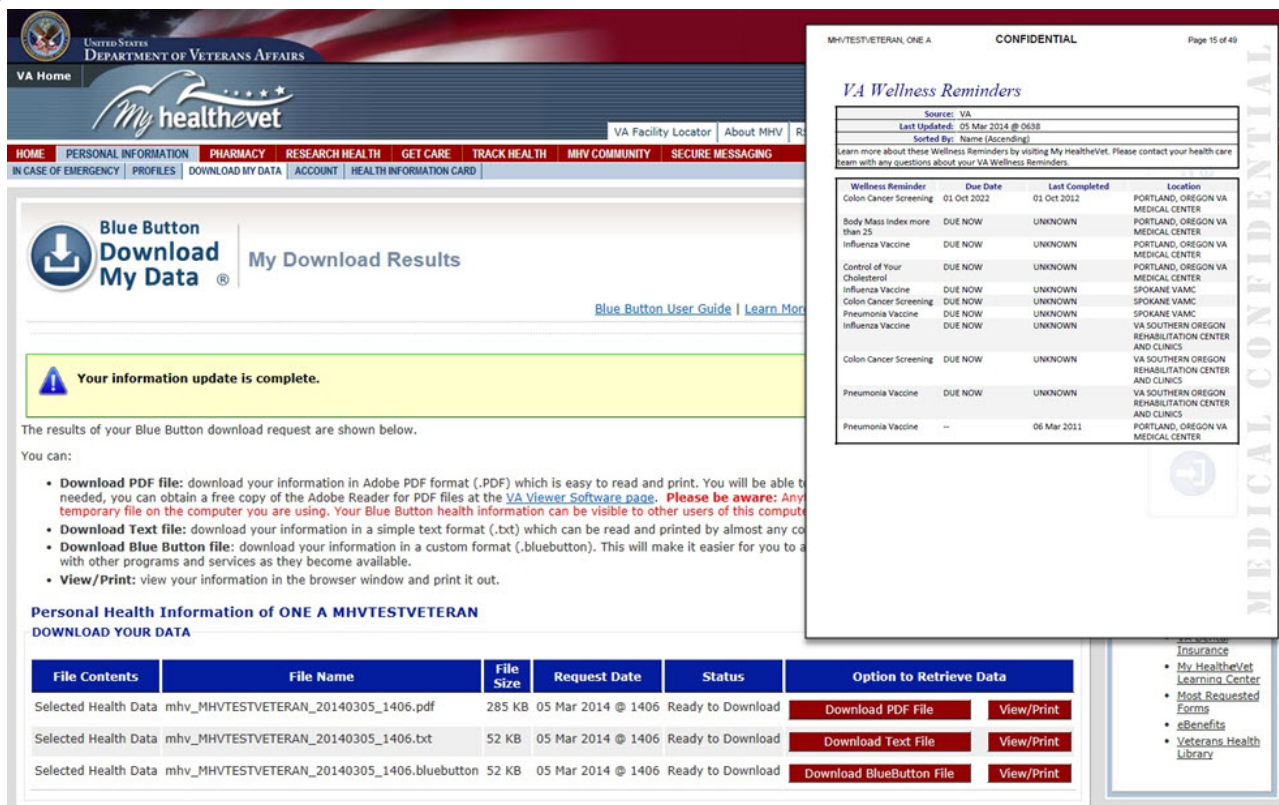 UNITED STATES
DEPARTMENT OF VETERANS AFFAIRS
VA Home
My healthevet
VA Facility Locator About MHV
HOME PERSONAL INFORMATION PHARMACY RESEARCH HEALTH GET CARE TRACK HEALTH MHV COMMUNITY SECURE MESSAGING
IN CASE OF EMERGENCY PROFILES DOWNLOAD MY DATA ACCOUNT HEALTH INFORMATION CARD
Blue Button
Download
My Data ®
My Download Results
Blue Button User Guide | Learn More
Your information update is complete.
The results of your Blue Button download request are shown below.
You can:
• Download PDF file: download your information in Adobe PDF format (.PDF) which is easy to read and print. You will be able
needed, you can obtain a free copy of the Adobe Reader for PDF files at the VA Viewer Software page. Please be aware:
temporary file on the computer you are using. Your Blue Button health information can be visible to other users of this
• Download Text file: download your information in a simple text format (.txt) which can be read and printed by almost any
• Download Blue Button file: download your information in a custom format (.bluebutton). This will make it easier for you to
with other programs and services as they become available.
• View/Print: view your information in the browser window and print it out.
Personal Health Information of ONE A MHVTESTVETERAN
DOWNLOAD YOUR DATA
File Contents File Name File Size Request Date Status Option to Retrieve Data
Selected Health Data mhv_MHVTESTVETERAN_20140305_1406.pdf 285 KB 05 Mar 2014 @ 1406 Ready to Download Download PDF File View/Print
Selected Health Data mhv_MHVTESTVETERAN_20140305_1406.txt 52 KB 05 Mar 2014 @ 1406 Ready to Download Download Text File View/Print
Selected Health Data mhv_MHVTESTVETERAN_20140305_1406.bluebutton 52 KB 05 Mar 2014 @ 1406 Ready to Download Download BlueButton File View/Print
MHVTESTVETERAN, ONE A CONFIDENTIAL Page 15 of 49
VA Wellness Reminders
Source: VA
Last Updated: 05 Mar 2014 @ 0638
Sorted By: Name (Ascending)
Learn more about these Wellness Reminders by visiting My HealtheVet. Please contact your health care
team with any questions about your VA Wellness Reminders.
Wellness Reminder Due Date Last Completed Location
Colon Cancer Screening 01 Oct 2022 01 Oct 2012 PORTLAND, OREGON VA
MEDICAL CENTER
Body Mass Index more DUE NOW UNKNOWN PORTLAND, OREGON VA
than 25 MEDICAL CENTER
Influenza Vaccine DUE NOW UNKNOWN PORTLAND, OREGON VA
MEDICAL CENTER
Control of Your DUE NOW UNKNOWN PORTLAND, OREGON VA
Cholesterol MEDICAL CENTER
Influenza Vaccine DUE NOW UNKNOWN SPOKANE VAMC
Colon Cancer Screening DUE NOW UNKNOWN SPOKANE VAMC
Pneumonia Vaccine DUE NOW UNKNOWN SPOKANE VAMC
Influenza Vaccine DUE NOW UNKNOWN VA SOUTHERN OREGON
REHABILITATION CENTER
AND CLINICS
Colon Cancer Screening DUE NOW UNKNOWN VA SOUTHERN OREGON
REHABILITATION CENTER
AND CLINICS
Pneumonia Vaccine DUE NOW UNKNOWN VA SOUTHERN OREGON
REHABILITATION CENTER
AND CLINICS
Pneumonia Vaccine -- 06 Mar 2011 PORTLAND, OREGON VA
MEDICAL CENTER
MEDICAL CONFIDENTIAL
Insurance
• My HealtheVet
Learning Center
• Most Requested
Forms
• eBenefits
• Veterans Health
Library